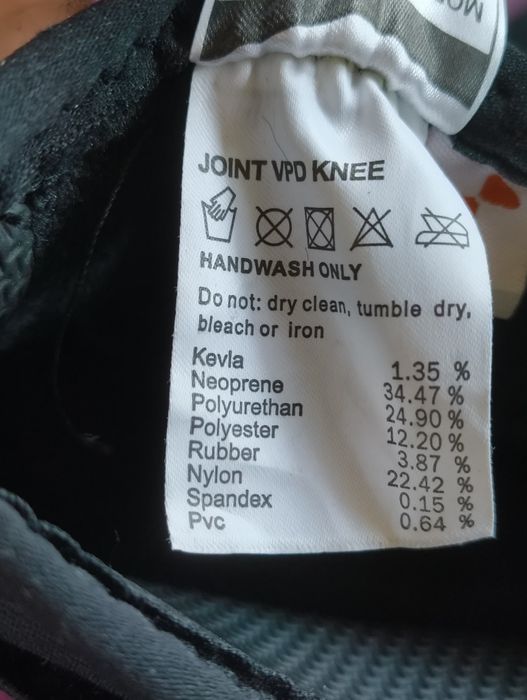 JOINT VPD KNEE
HANDWASH ONLY
Do not: dry clean, tumble dry,
bleach or iron
Kevla 1.35 %
Neoprene 34.47 %
Polyurethan 24.90 %
Polyester 12.20 %
Rubber 3.87 %
Nylon 22.42 %
Spandex 0.15 %
Pvc 0.64 %